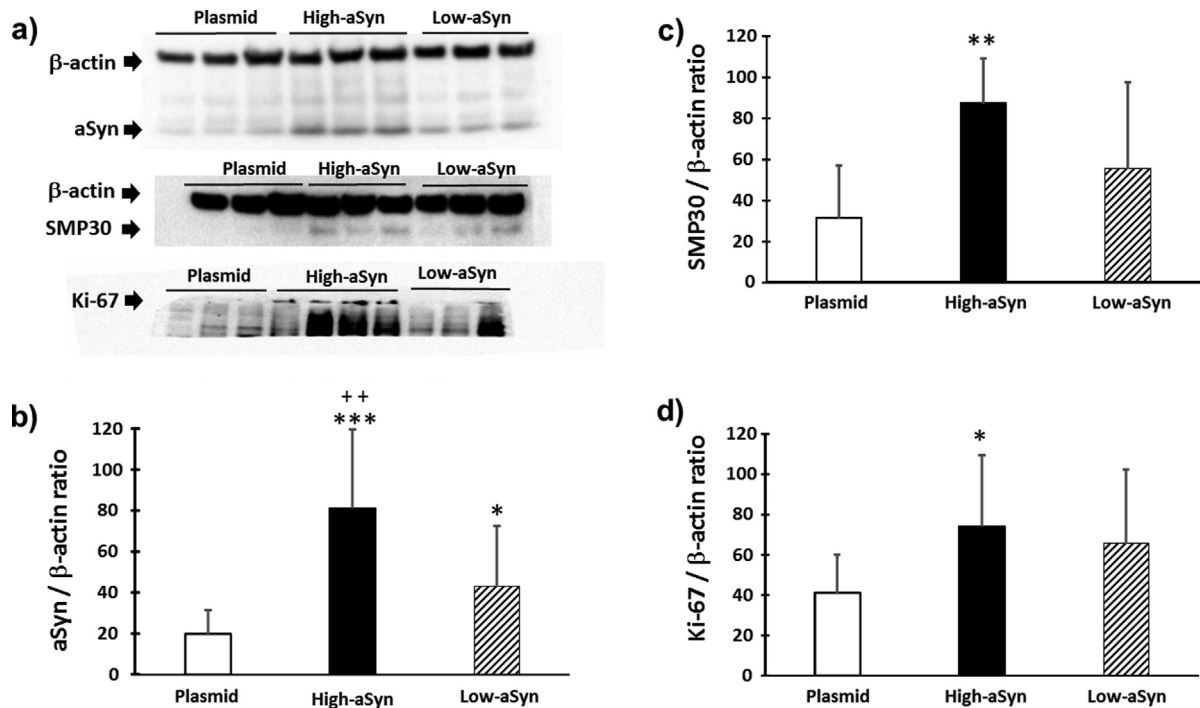 a)
Plasmid High-aSyn Low-aSyn
β-actin
aSyn
Plasmid High-aSyn Low-aSyn
β-actin
SMP30
Plasmid High-aSyn Low-aSyn
Ki-67
b)
++
***
*
aSyn / β-actin ratio
120
100
80
60
40
20
0
Plasmid High-aSyn Low-aSyn
c)
**
SMP30 / β-actin ratio
120
100
80
60
40
20
0
Plasmid High-aSyn Low-aSyn
d)
*
Ki-67 / β-actin ratio
120
100
80
60
40
20
0
Plasmid High-aSyn Low-aSyn